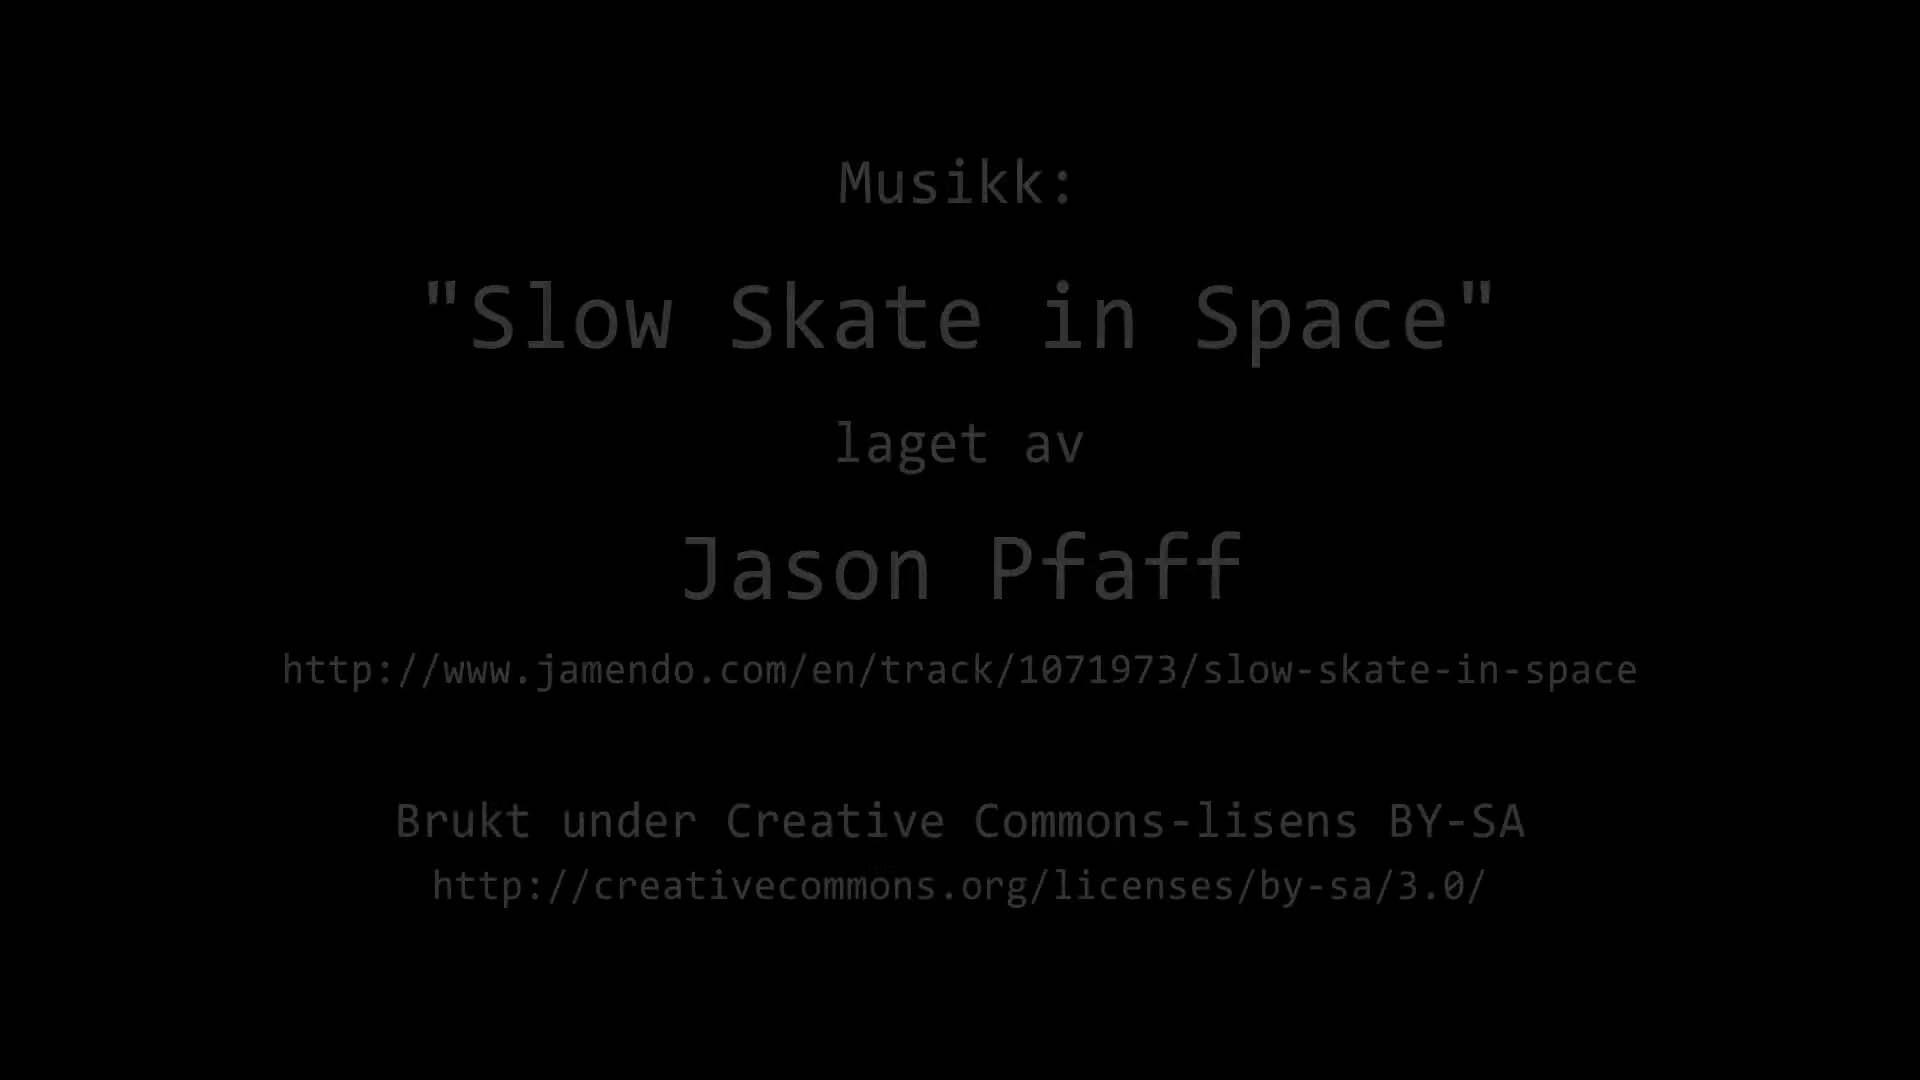 Musikk:
"Slow Skate in Space"
laget av
Jason Pfaff
http://www.jamendo.com/en/track/1071973/slow-skate-in-space
Brukt under Creative Commons-lisens BY-SA
http://creativecommons.org/licenses/by-sa/3.0/